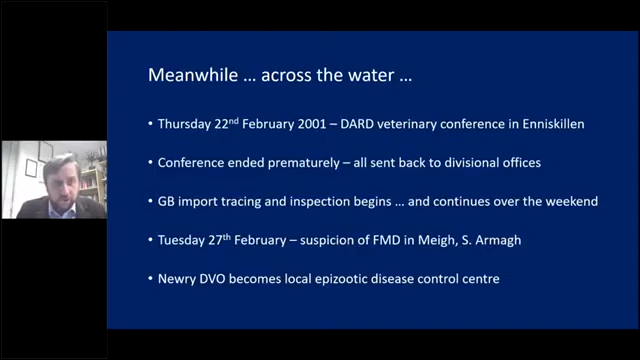 Meanwhile … across the water …
• Thursday 22nd February 2001 – DARD veterinary conference in Enniskillen
• Conference ended prematurely – all sent back to divisional offices
• GB import tracing and inspection begins … and continues over the weekend
• Tuesday 27th February – suspicion of FMD in Meigh, S. Armagh
• Newry DVO becomes local epizootic disease control centre